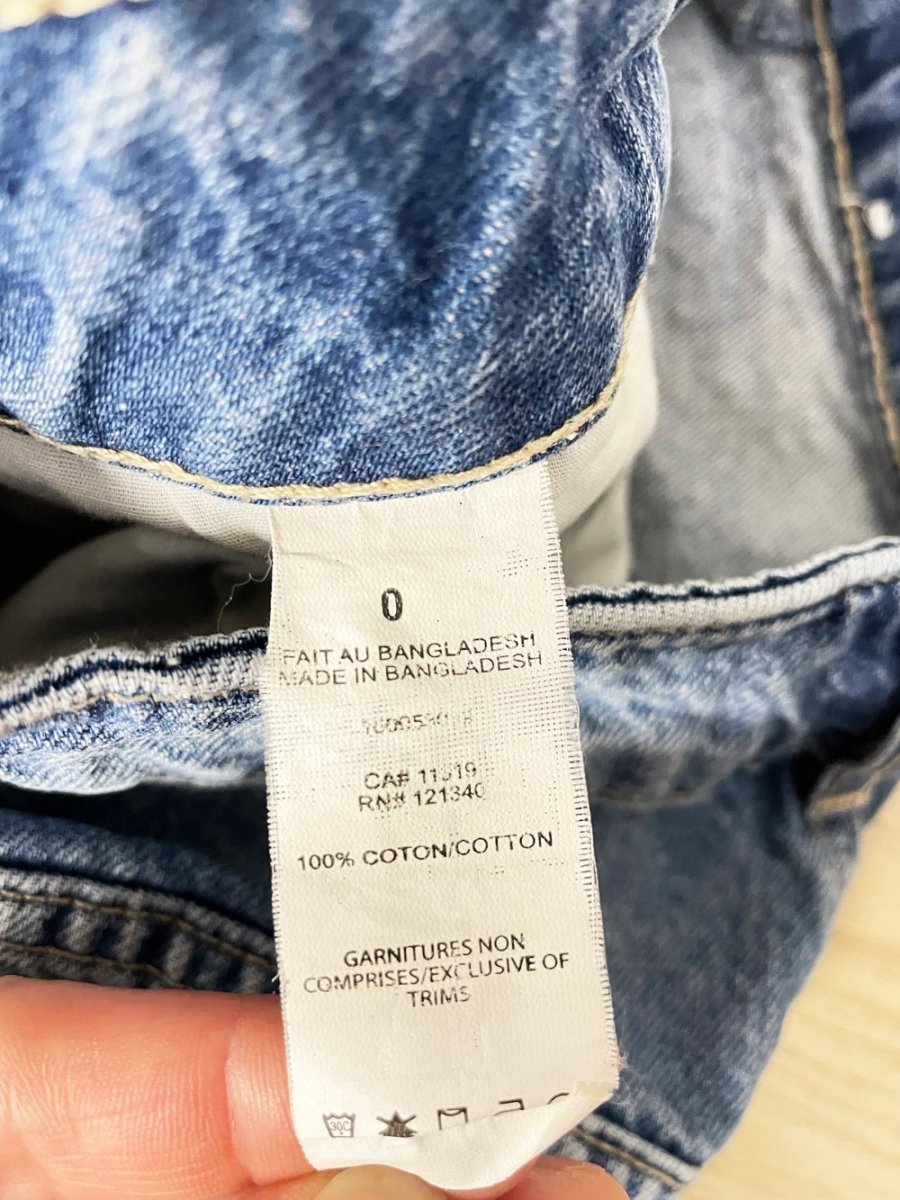 0
FAIT AU BANGLADESH
MADE IN BANGLADESH
CA#
RN# 121340
100% COTON/COTTON
GARNITURES NON
COMPRISES/EXCLUSIVE OF
TRIMS
30C